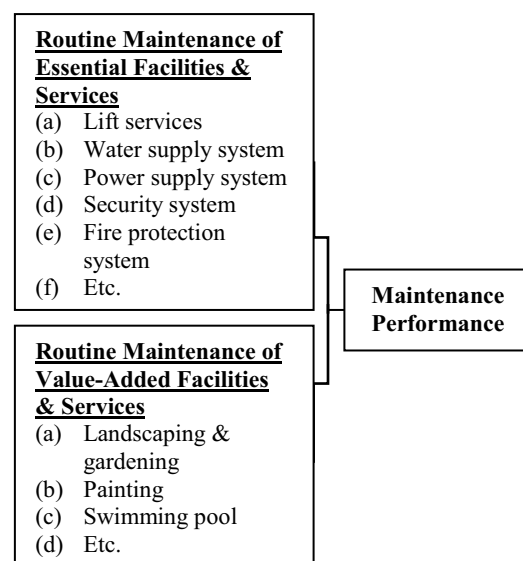 Routine Maintenance of
Essential Facilities &
Services
(a) Lift services
(b) Water supply system
(c) Power supply system
(d) Security system
(e) Fire protection
system
(f) Etc.
Maintenance
Performance
Routine Maintenance of
Value-Added Facilities
& Services
(a) Landscaping &
gardening
(b) Painting
(c) Swimming pool
(d) Etc.